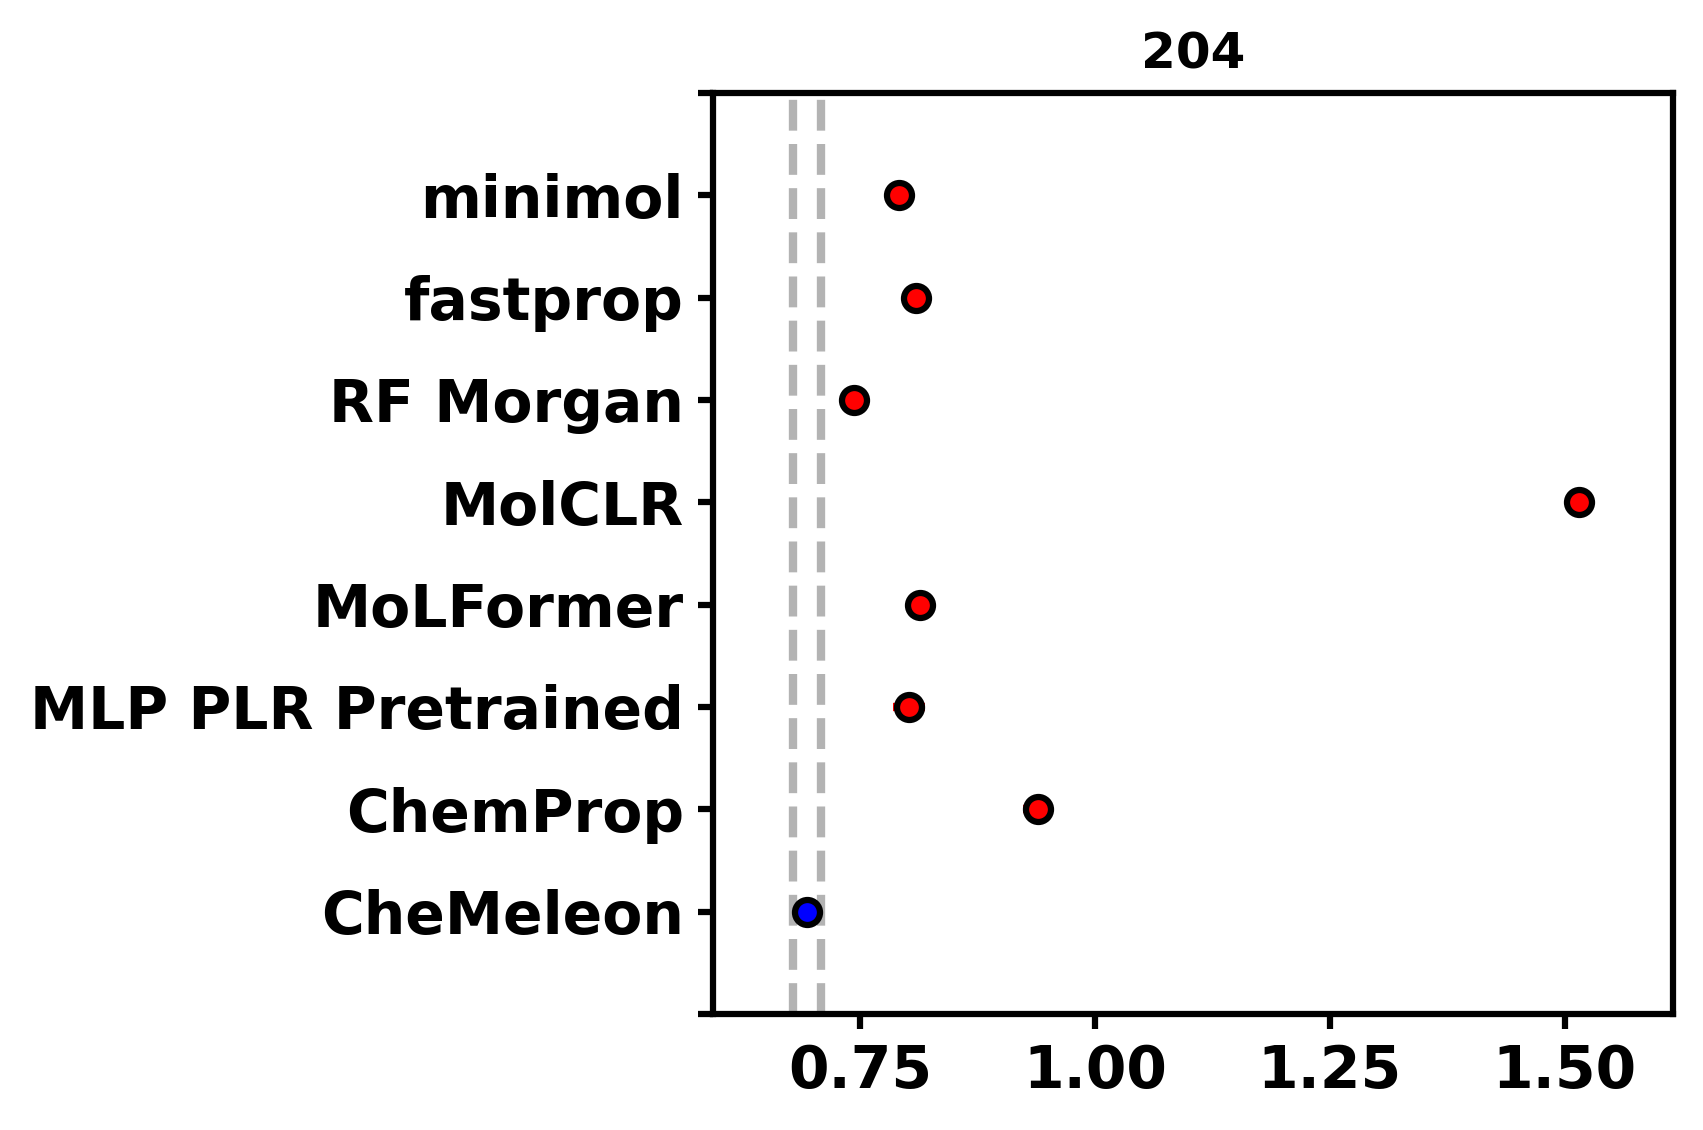 204
minimol
fastprop
RF Morgan
MolCLR
MoLFormer
MLP PLR Pretrained
ChemProp
CheMeleon
0.75 1.00 1.25 1.50